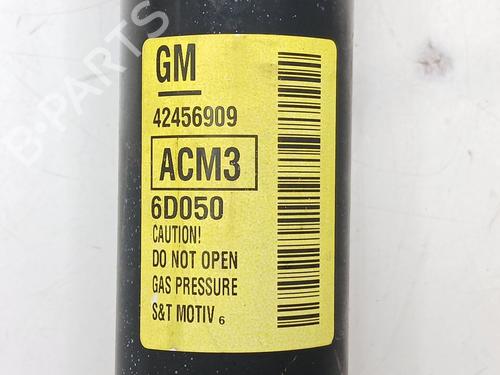 GM
42456909
ACM3
6D050
CAUTION!
DO NOT OPEN
GAS PRESSURE
S&T MOTIV 6
B-PARTS